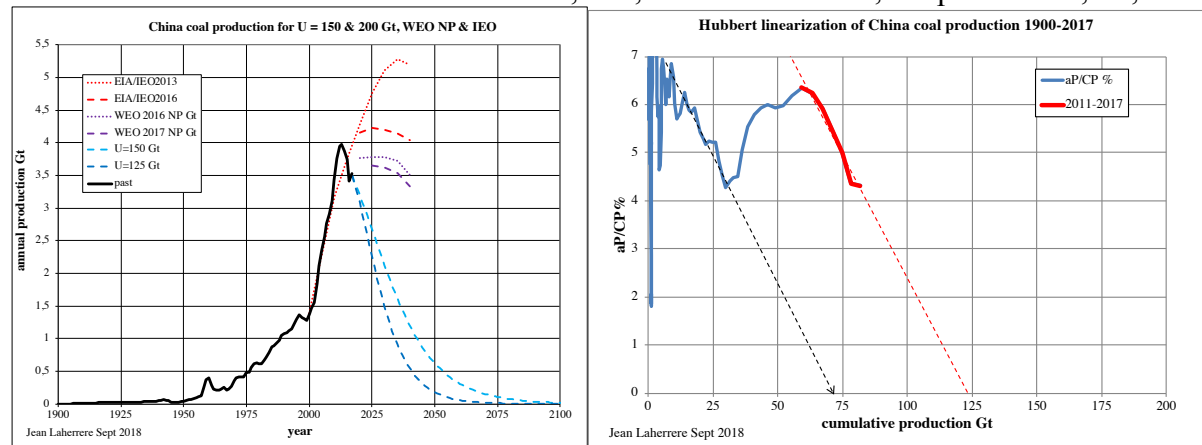 China coal production for U = 150 & 200 Gt, WEO NP & IEO
5,5
5
4,5
4
3,5
3
2,5
2
1,5
1
0,5
0
annual production Gt
EIA/IEO2013
EIA/IEO2016
WEO 2016 NP Gt
WEO 2017 NP Gt
U=150 Gt
U=125 Gt
past
1900 1925 1950 1975 2000 2025 2050 2075 2100
year
Jean Laherrere Sept 2018
Hubbert linearization of China coal production 1900-2017
7
6
5
4
3
2
1
0
aP/CP%
aP/CP %
2011-2017
0 25 50 75 100 125 150 175 200
cumulative production Gt
Jean Laherrere Sept 2018